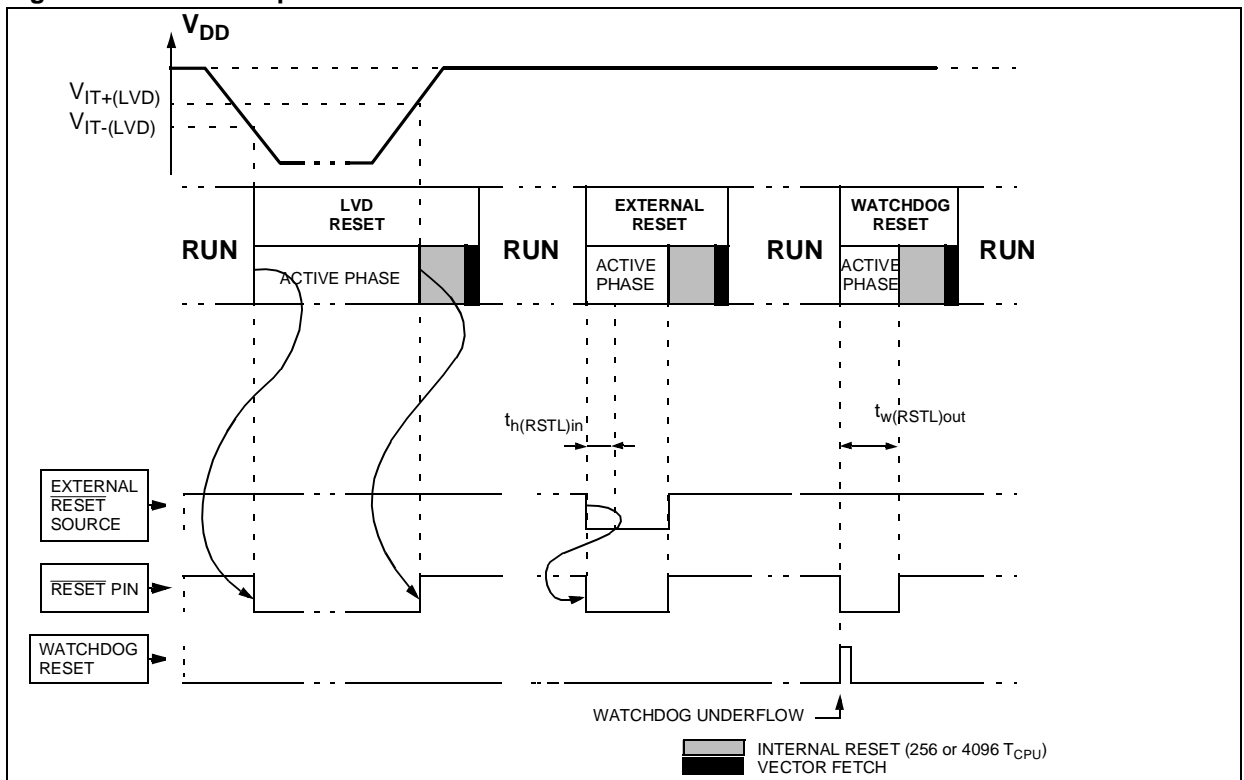 V_DD
V_IT+(LVD)
V_IT-(LVD)
LVD
RESET
EXTERNAL
RESET
WATCHDOG
RESET
RUN
RUN
RUN
RUN
ACTIVE PHASE
ACTIVE
PHASE
ACTIVE
PHASE
t_h(RSTL)in
t_w(RSTL)out
EXTERNAL
RESET
SOURCE
RESET PIN
WATCHDOG
RESET
WATCHDOG UNDERFLOW
INTERNAL RESET (256 or 4096 T_CPU)
VECTOR FETCH